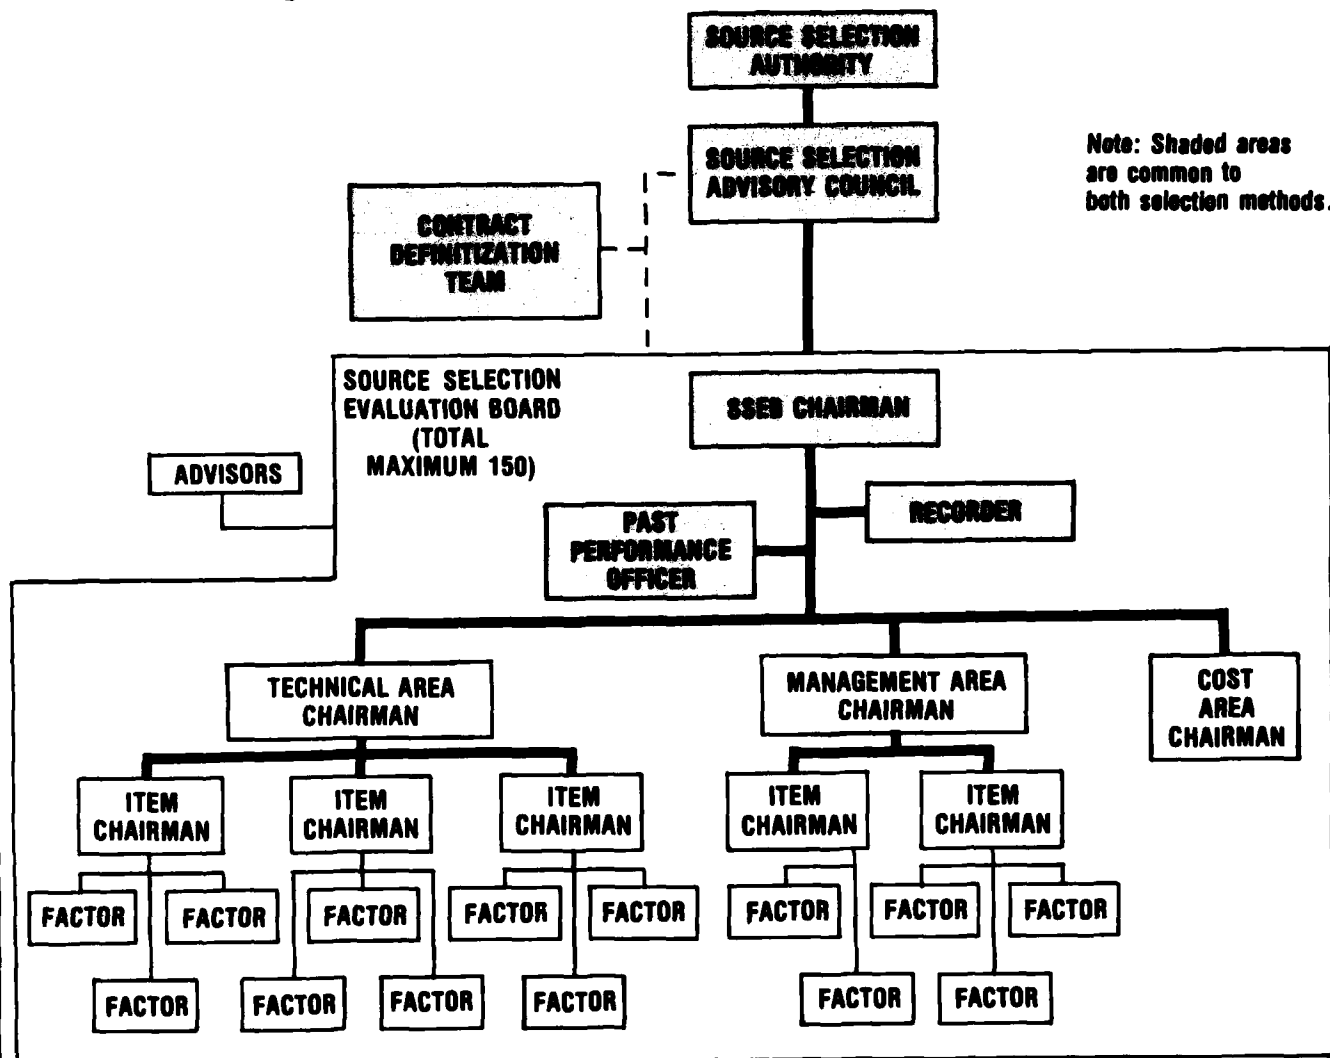 SOURCE SELECTION
AUTHORITY
SOURCE SELECTION
ADVISORY COUNCIL
Note: Shaded areas
are common to
both selection methods.
CONTRACT
DEFINITIZATION
TEAM
SOURCE SELECTION
EVALUATION BOARD
(TOTAL
MAXIMUM 150)
SSEB CHAIRMAN
ADVISORS
RECORDER
PAST
PERFORMANCE
OFFICER
TECHNICAL AREA
CHAIRMAN
MANAGEMENT AREA
CHAIRMAN
COST
AREA
CHAIRMAN
ITEM
CHAIRMAN
ITEM
CHAIRMAN
ITEM
CHAIRMAN
ITEM
CHAIRMAN
ITEM
CHAIRMAN
FACTOR
FACTOR
FACTOR
FACTOR
FACTOR
FACTOR
FACTOR
FACTOR
FACTOR
FACTOR
FACTOR
FACTOR
FACTOR
FACTOR